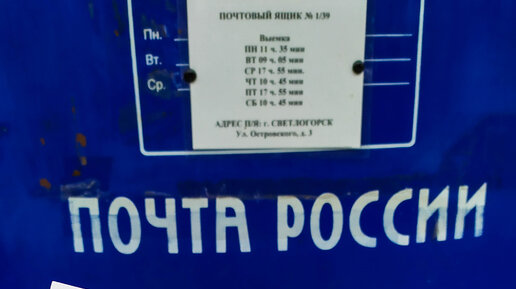 ПОЧТОВЫЙ ЯЩИК № 1/39
Пн.
Выемка
ПН 11 ч. 35 мин
Вт.
ВТ 09 ч. 05 мин
СР 17 ч. 55 мин.
Ср.
ЧТ 10 ч. 45 мин
ПТ 17 ч. 55 мин
СБ 10 ч. 45 мин
АДРЕС П/Я: г. СВЕТЛОГОРСК
Ул. Островского, д. 3
ПОЧТА РОССИИ